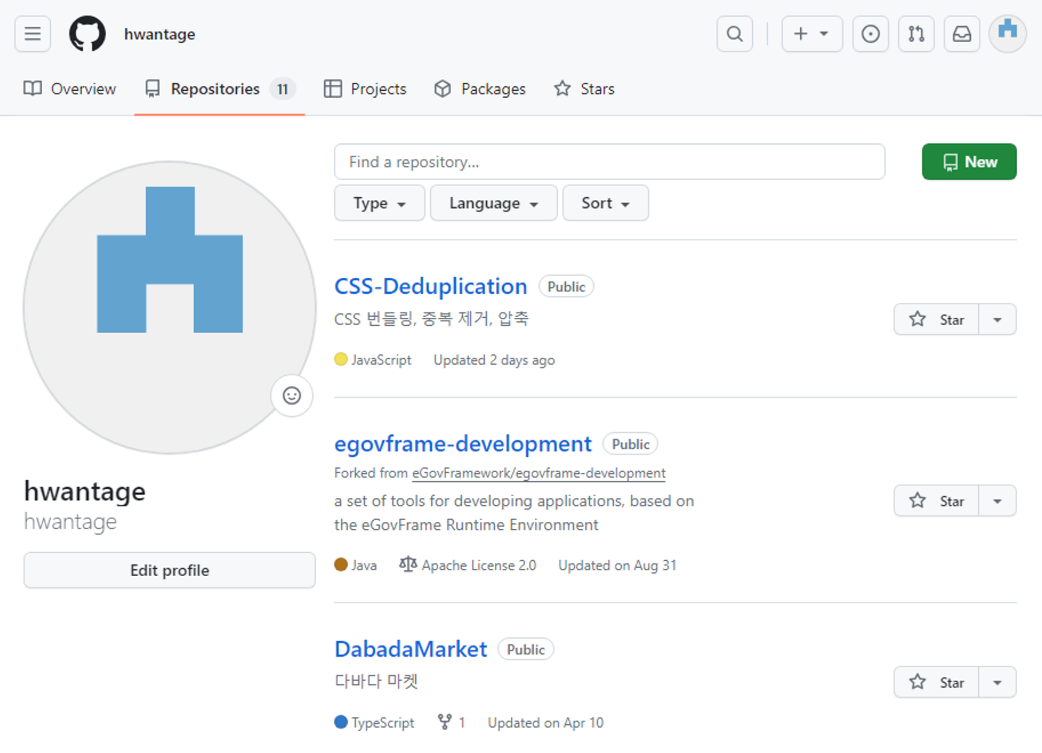 hwantage
Overview
Repositories 11
Projects
Packages
Stars
Find a repository...
New
Type
Language
Sort
CSS-Deduplication Public
CSS 번들링, 중복 제거, 압축
Star
JavaScript Updated 2 days ago
egovframe-development Public
Forked from eGovFramework/egovframe-development
a set of tools for developing applications, based on
the eGovFrame Runtime Environment
Star
Java Apache License 2.0 Updated on Aug 31
DabadaMarket Public
다바다 마켓
Star
TypeScript 1 Updated on Apr 10
hwantage
hwantage
Edit profile